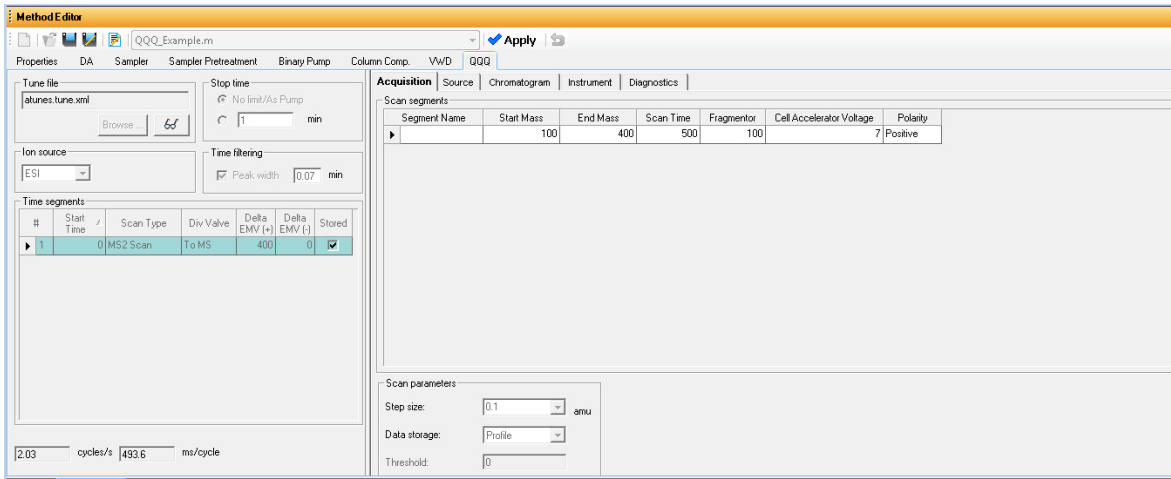 Method Editor
QQQ_Example.m Apply
Properties DA Sampler Sampler Pretreatment Binary Pump Column Comp. VWD QQQ
Tune file
atunes.tune.xml
Browse ...
Stop time
No limit/As Pump
1 min
Ion source
ESI
Time filtering
Peak width 0.07 min
Time segments
# Start Time Scan Type Div Valve Delta EMV (+) Delta EMV (-) Stored
1 0 MS2 Scan To MS 400 0
2.03 cycles/s 493.6 ms/cycle
Acquisition Source Chromatogram Instrument Diagnostics
Scan segments
Segment Name Start Mass End Mass Scan Time Fragmentor Cell Accelerator Voltage Polarity
100 400 500 100 7 Positive
Scan parameters
Step size: 0.1 amu
Data storage: Profile
Threshold: 0